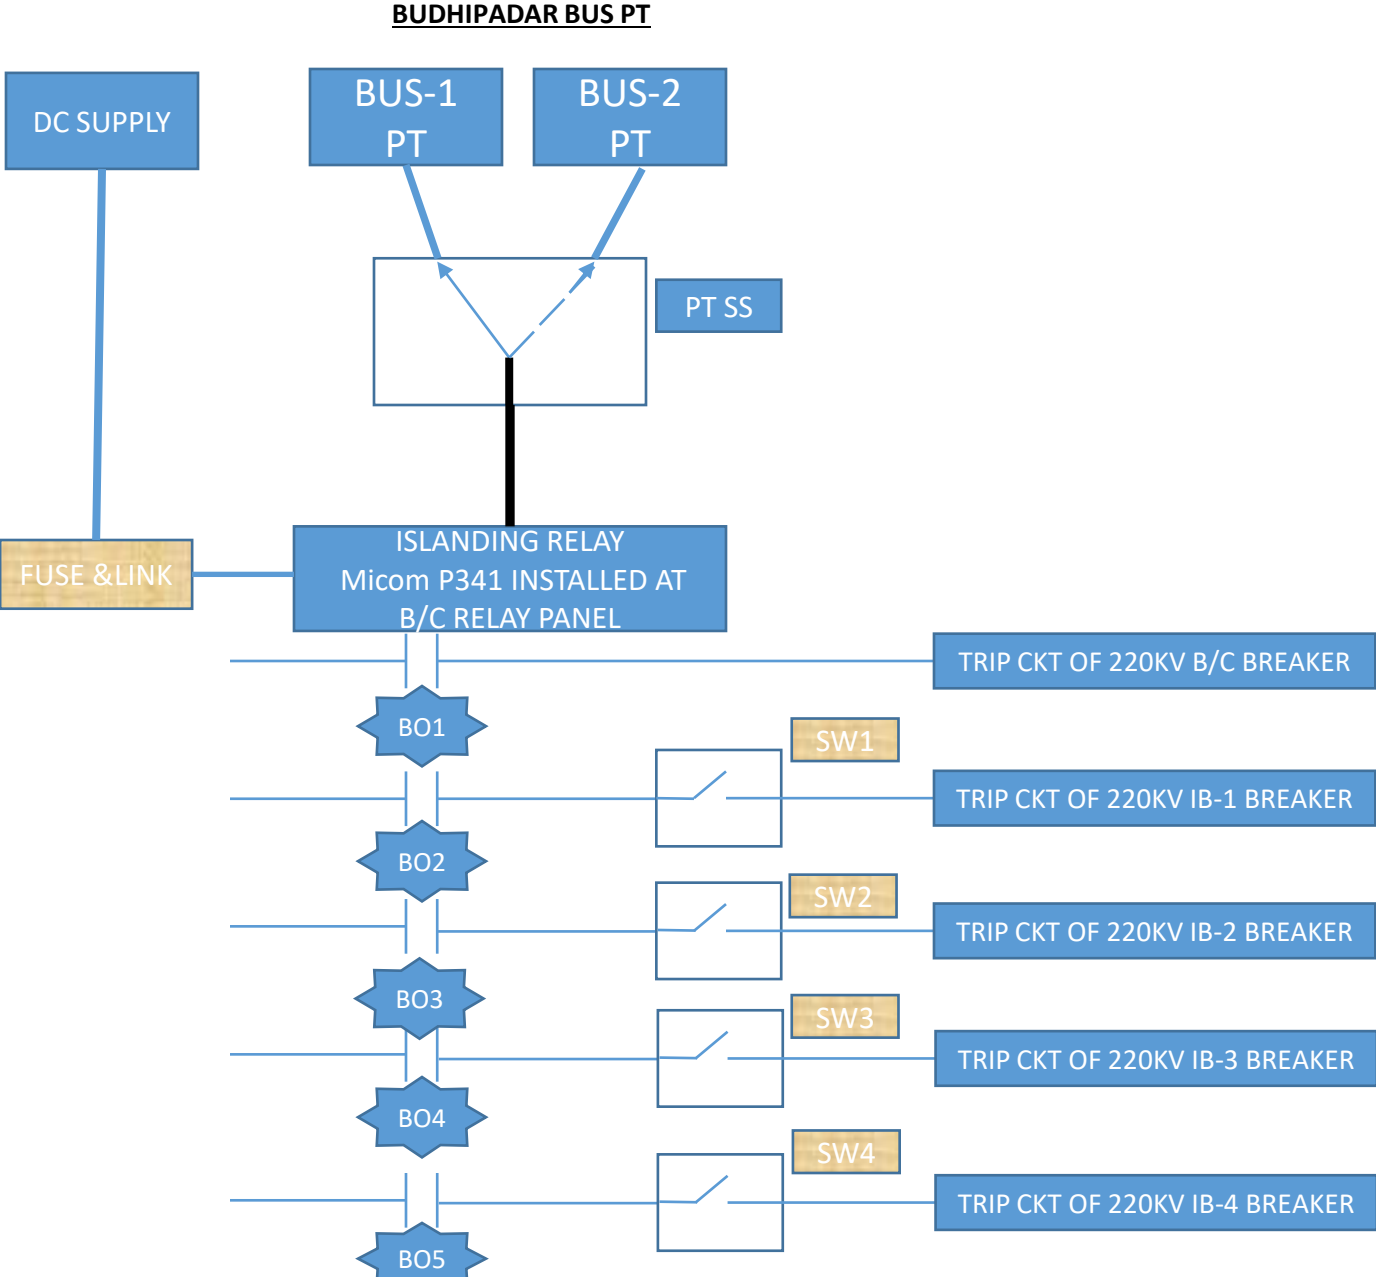 BUDHIPADAR BUS PT
DC SUPPLY
BUS-1
PT
BUS-2
PT
PT SS
FUSE &LINK
ISLANDING RELAY
Micom P341 INSTALLED AT
B/C RELAY PANEL
TRIP CKT OF 220KV B/C BREAKER
BO1
SW1
TRIP CKT OF 220KV IB-1 BREAKER
BO2
SW2
TRIP CKT OF 220KV IB-2 BREAKER
BO3
SW3
TRIP CKT OF 220KV IB-3 BREAKER
BO4
SW4
TRIP CKT OF 220KV IB-4 BREAKER
BO5